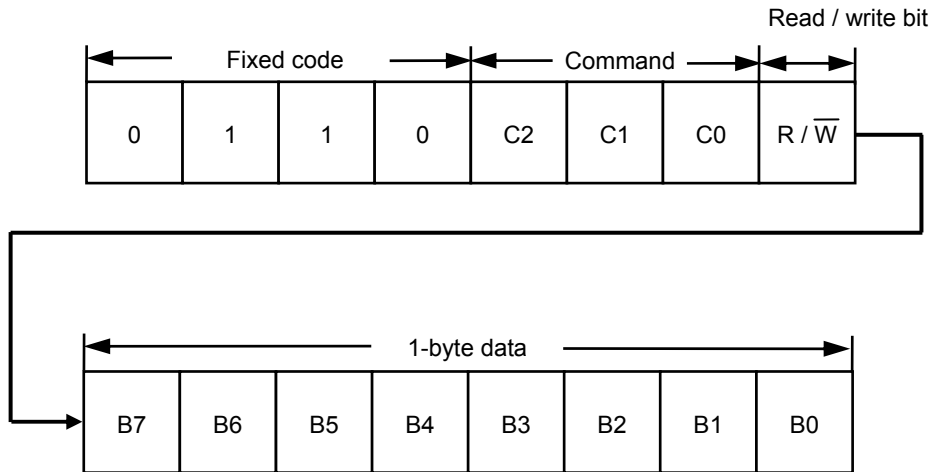 Read / write bit
Fixed code Command
0 1 1 0 C2 C1 C0 R / W̅
1-byte data
B7 B6 B5 B4 B3 B2 B1 B0